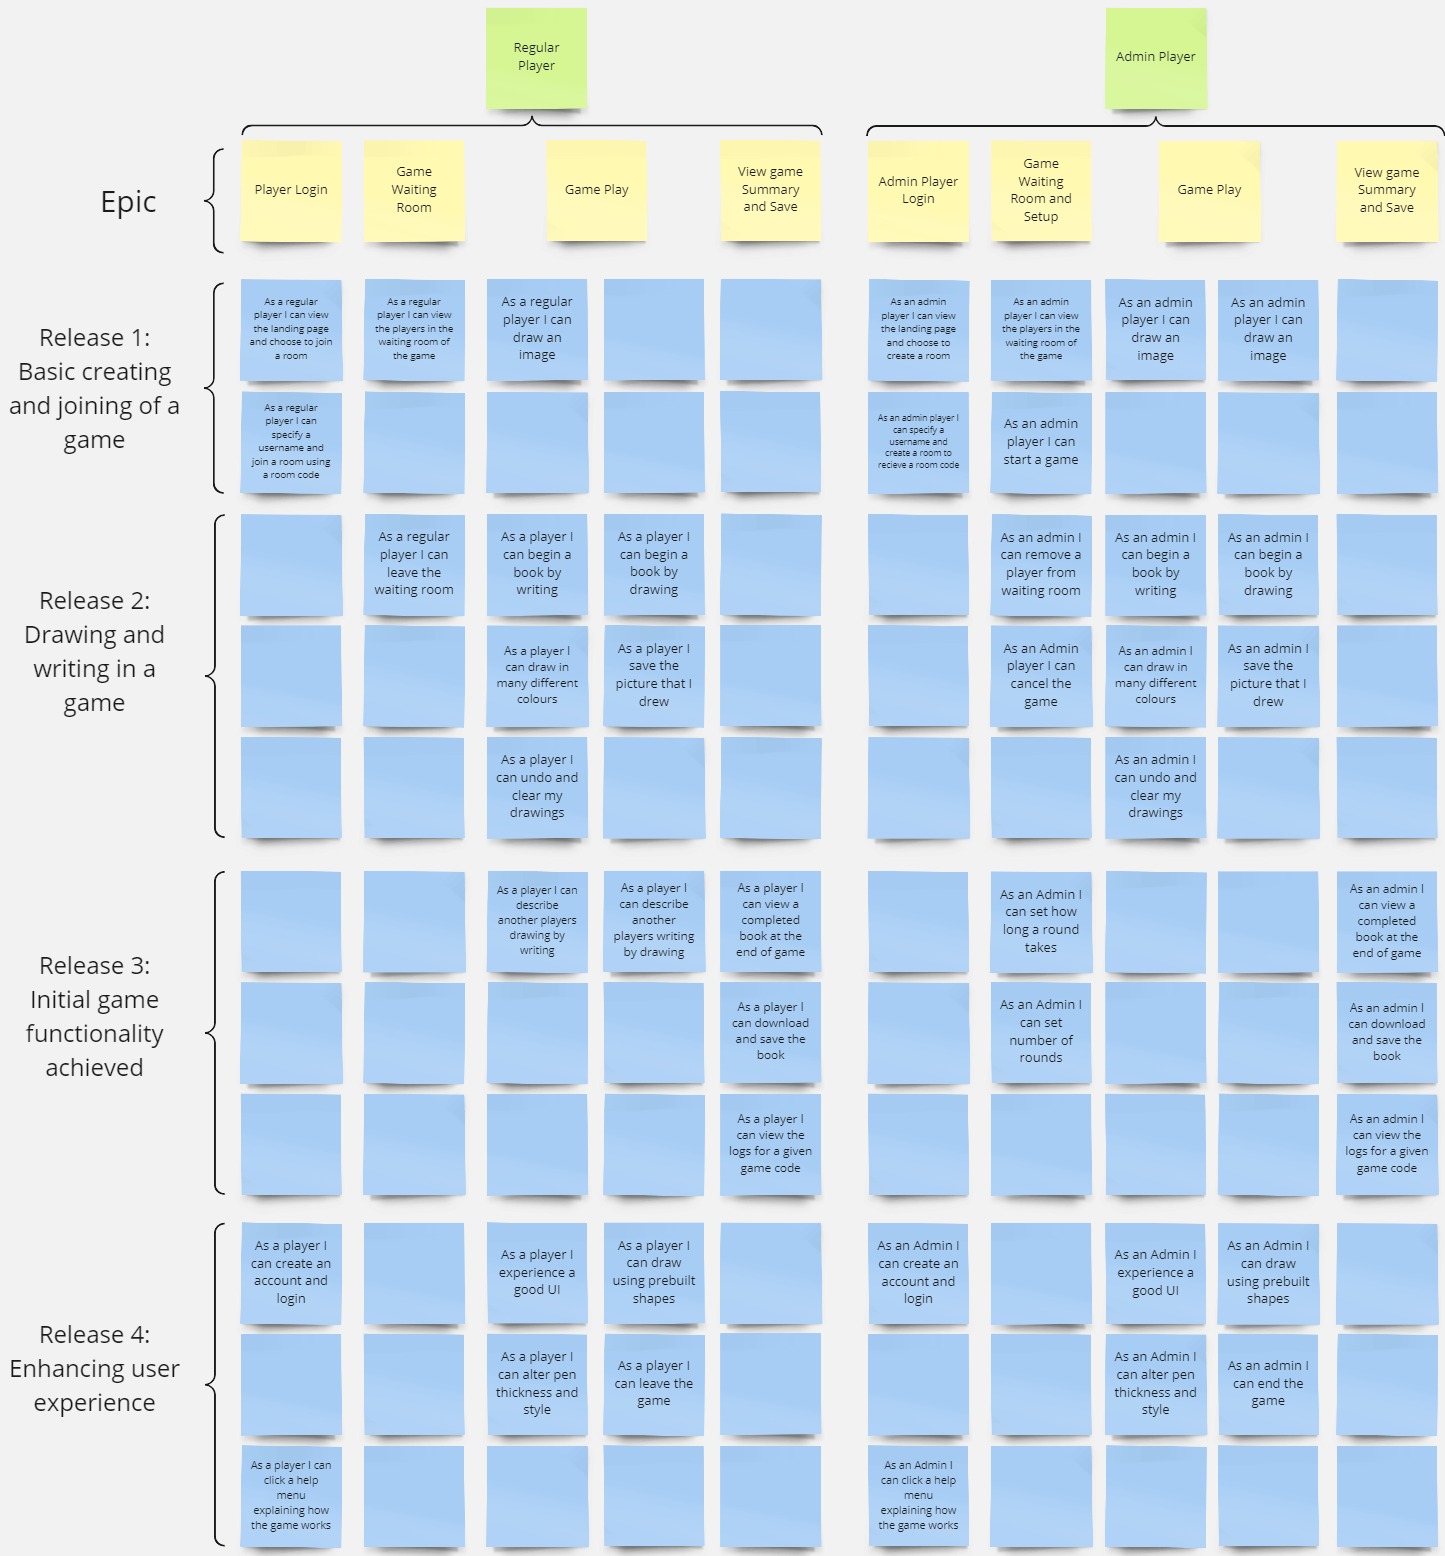 Regular
Player
Admin Player
Epic
Player Login
Game
Waiting
Room
Game Play
View game
Summary
and Save
Admin Player
Login
Game
Waiting
Room and
Setup
Game Play
View game
Summary
and Save
Release 1:
Basic creating
and joining of a
game
As a regular
player I can view
the landing page
and choose to join
a room
As a regular
player I can view
the players in the
waiting room of
the game
As a regular
player I can
draw an
image
As an admin
player I can view
the landing page
and choose to
create a room
As an admin
player I can view
the players in the
waiting room of
the game
As an admin
player I can
draw an
image
As an admin
player I can
draw an
image
As a regular
player I can
specify a
username and
join a room using
a room code
As an admin player I
can specify a
username and
create a room to
recieve a room code
As an admin
player I can
start a game
Release 2:
Drawing and
writing in a
game
As a regular
player I can
leave the
waiting room
As a player I
can begin a
book by
writing
As a player I
can begin a
book by
drawing
As an admin I
can remove a
player from
waiting room
As an admin I
can begin a
book by
writing
As an admin I
can begin a
book by
drawing
As a player I
can draw in
many different
colours
As a player I
save the
picture that I
drew
As an Admin
player I can
cancel the
game
As an admin I
can draw in
many different
colours
As an admin I
save the
picture that I
drew
As a player I
can undo and
clear my
drawings
As an admin I
can undo and
clear my
drawings
Release 3:
Initial game
functionality
achieved
As a player I can
describe
another players
drawing by
writing
As a player I
can describe
another
players writing
by drawing
As a player I
can view a
completed
book at the
end of game
As an Admin I
can set how
long a round
takes
As an admin I
can view a
completed
book at the
end of game
As a player I
can download
and save the
book
As an Admin I
can set
number of
rounds
As an admin I
can download
and save the
book
As a player I
can view the
logs for a given
game code
As an admin I
can view the
logs for a given
game code
Release 4:
Enhancing user
experience
As a player I
can create an
account and
login
As a player I
experience a
good UI
As a player I
can draw
using prebuilt
shapes
As an Admin I
can create an
account and
login
As an Admin I
experience a
good UI
As an Admin I
can draw
using prebuilt
shapes
As a player I
can alter pen
thickness and
style
As a player I
can leave the
game
As an Admin I
can alter pen
thickness and
style
As an admin I
can end the
game
As a player I can
click a help
menu
explaining how
the game works
As an Admin I
can click a help
menu
explaining how
the game works